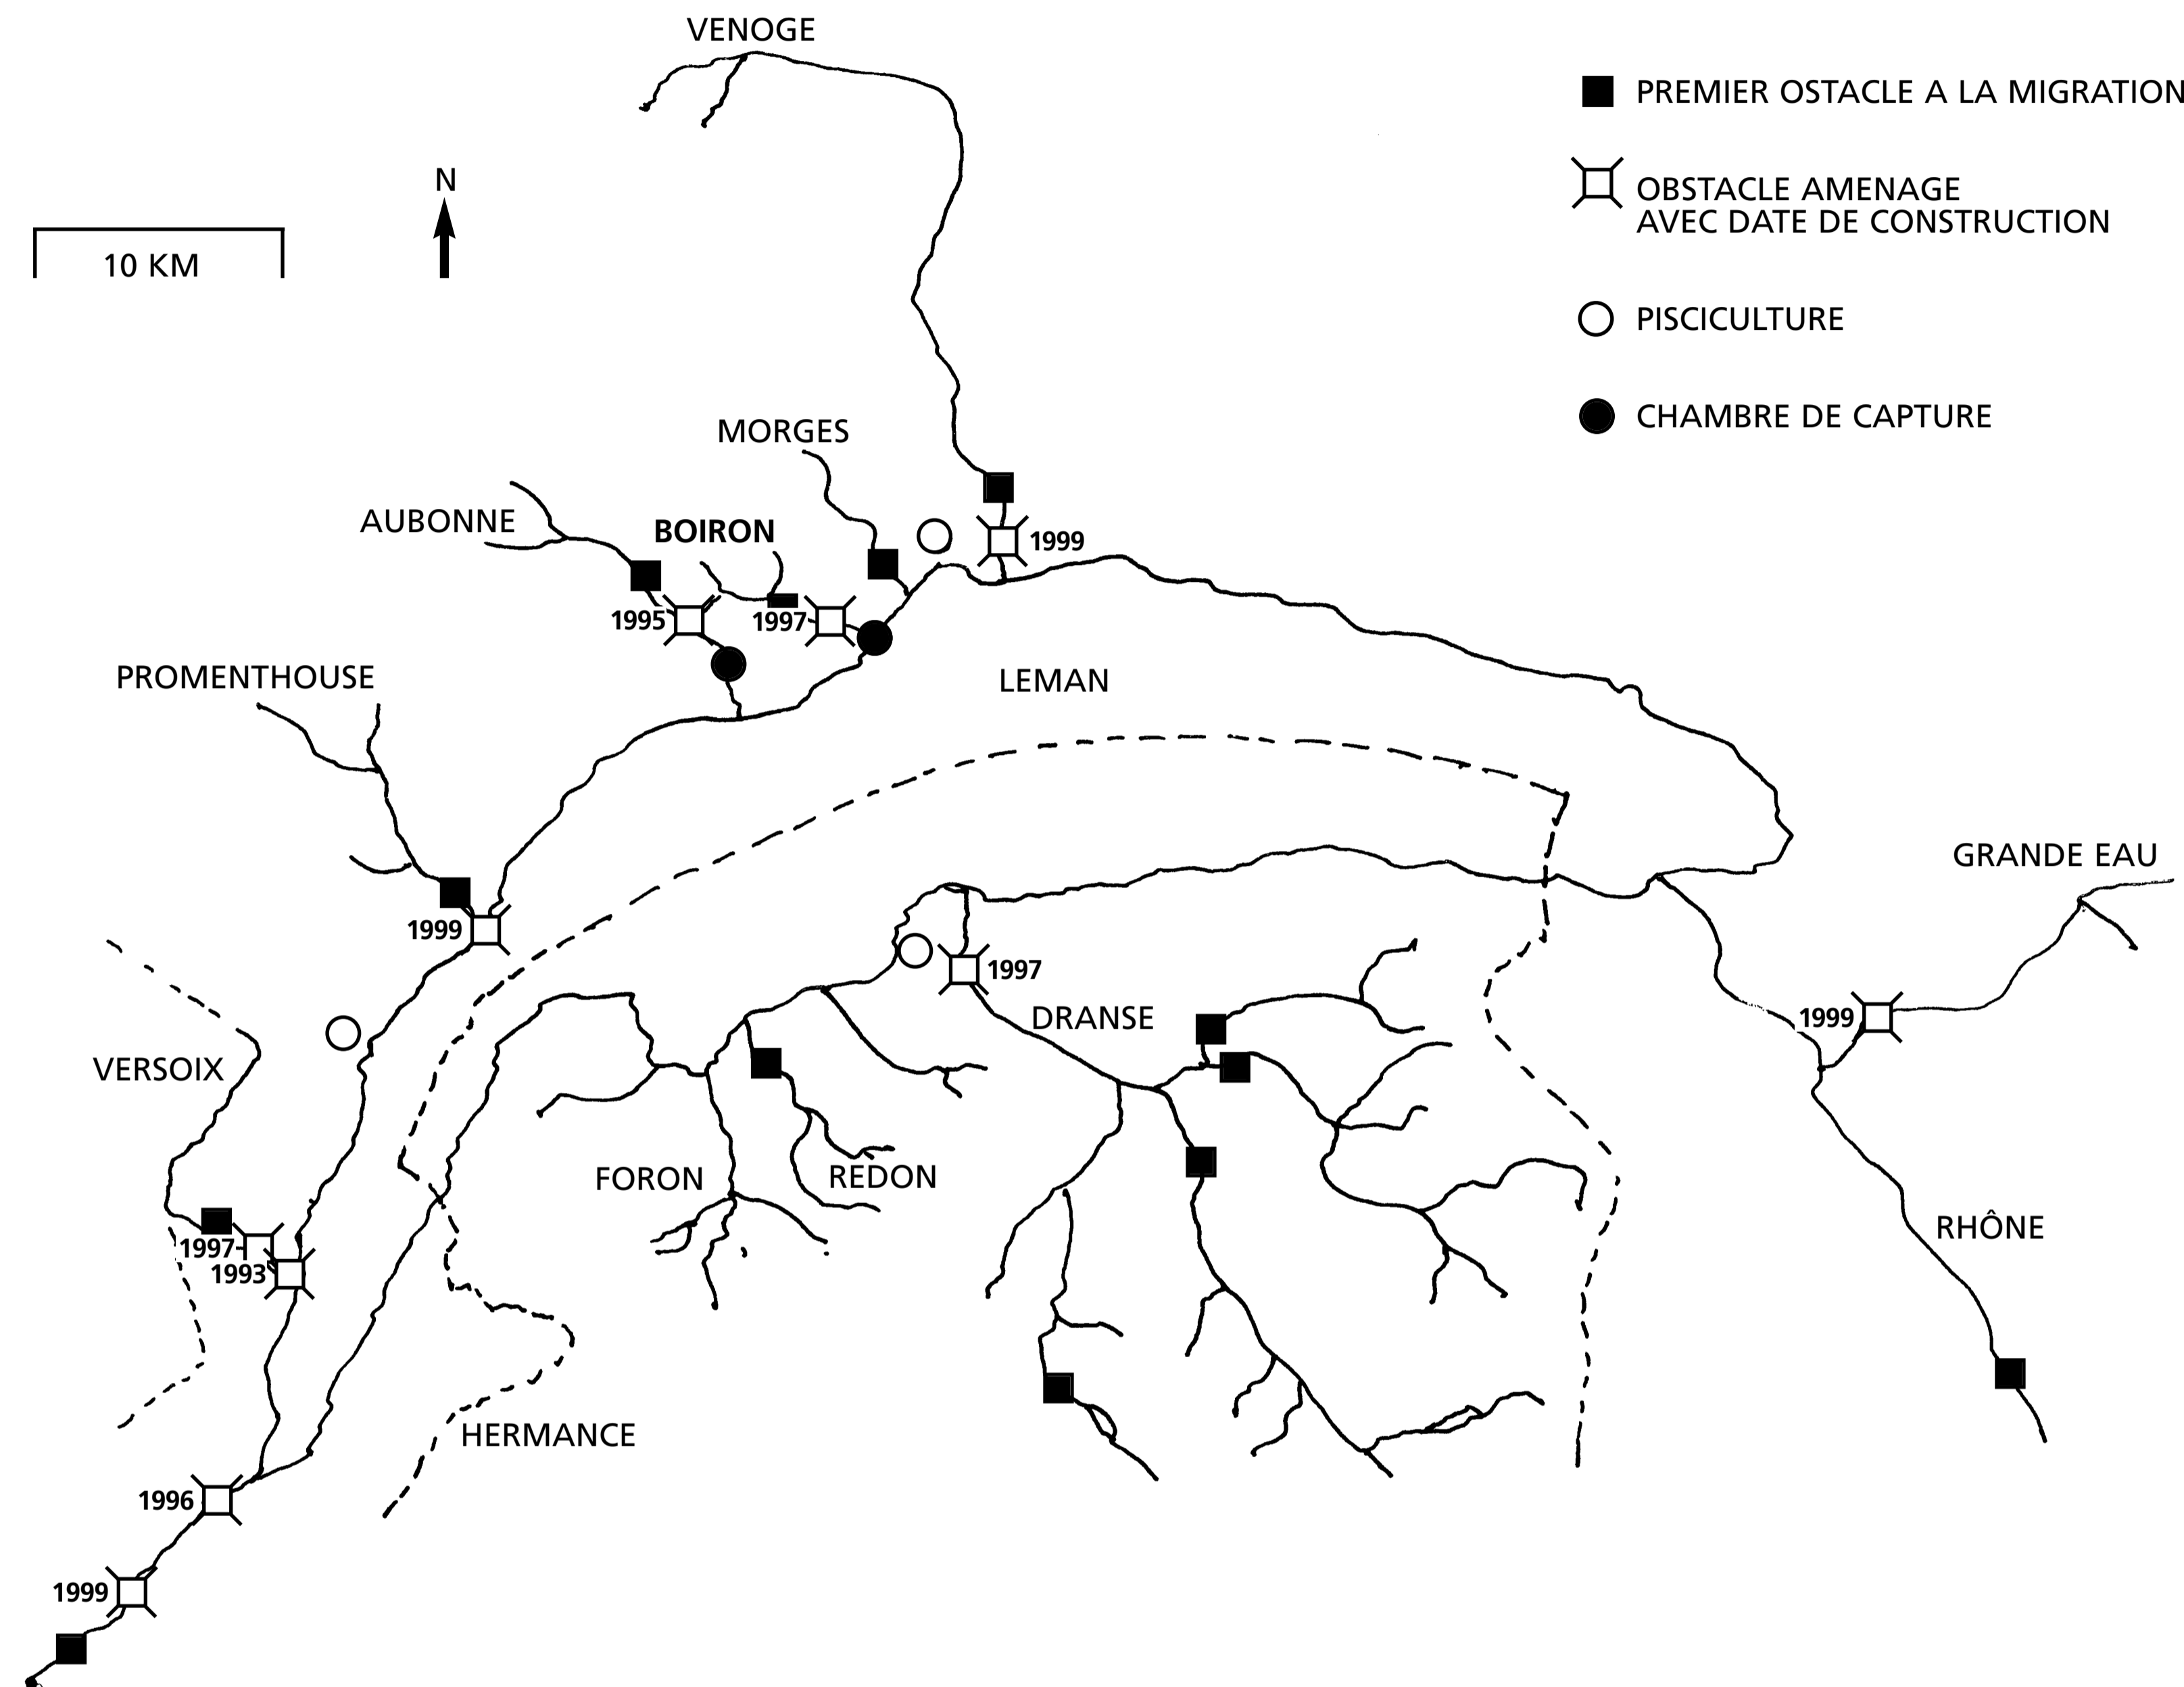 VENOGE
PREMIER OSTACLE A LA MIGRATION
N
OBSTACLE AMENAGE
AVEC DATE DE CONSTRUCTION
10 KM
PISCICULTURE
CHAMBRE DE CAPTURE
MORGES
AUBONNE
BOIRON
1999
1995
1997
PROMENTHOUSE
LEMAN
GRANDE EAU
1999
1997
DRANSE
1999
VERSOIX
FORON
REDON
RHÔNE
1997
1993
HERMANCE
1996
1999